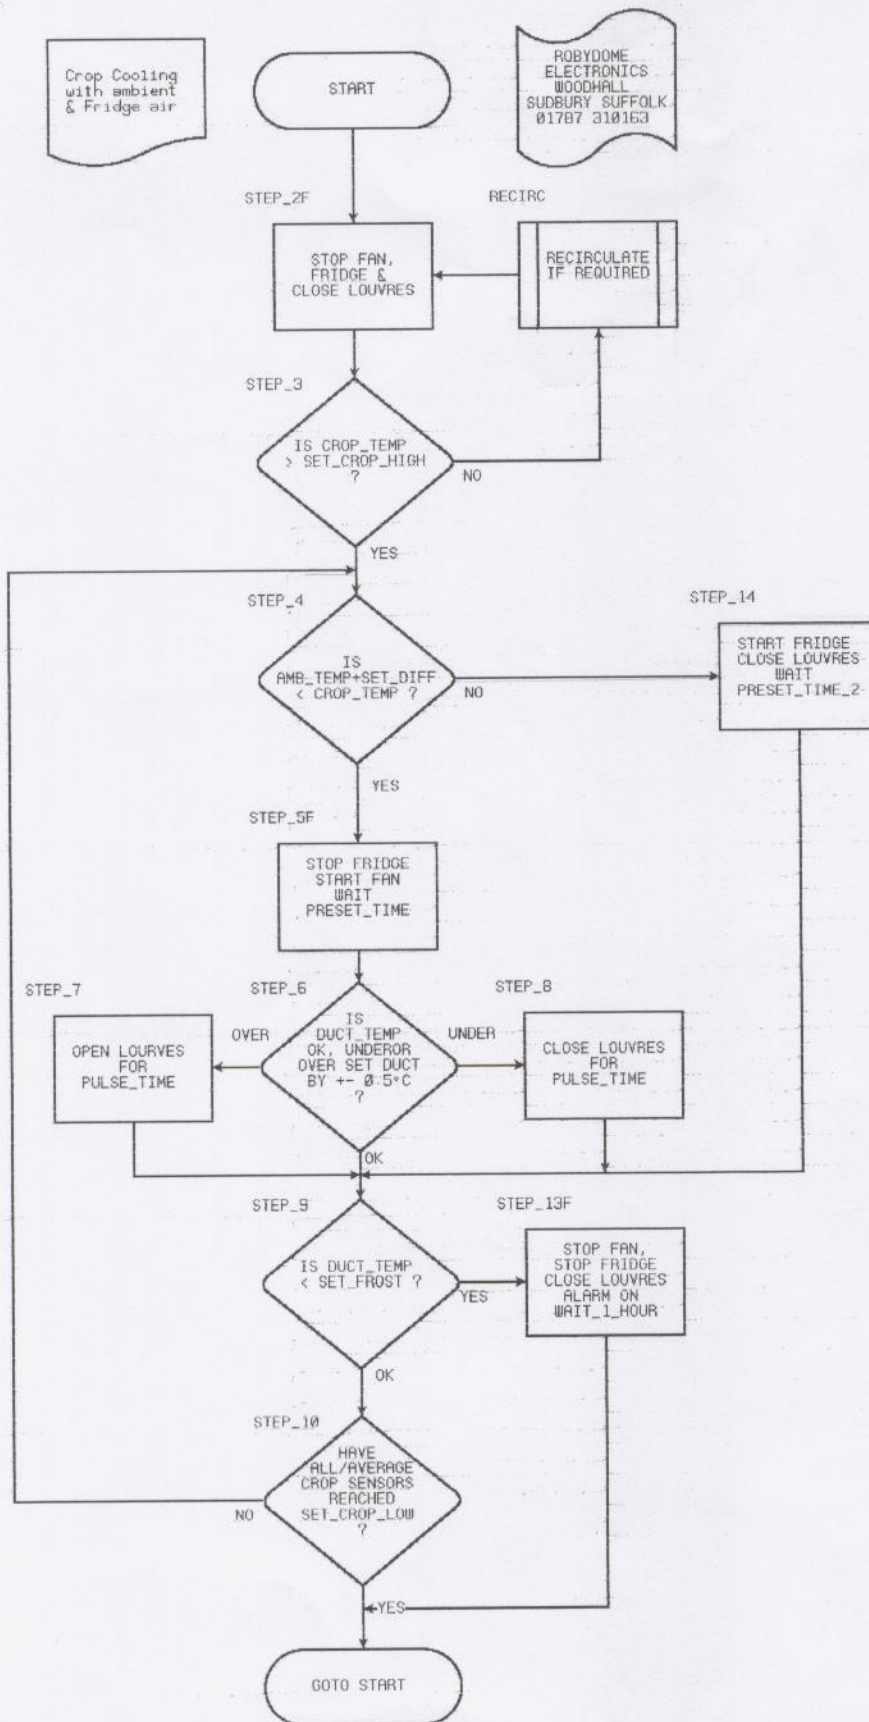 Crop Cooling
with ambient
& Fridge air
START
ROBYDOME
ELECTRONICS
WOODHALL
SUDBURY SUFFOLK
01787 310163
STEP_2F
STOP FAN,
FRIDGE &
CLOSE LOUVRES
RECIRC
RECIRCULATE
IF REQUIRED
STEP_3
IS CROP_TEMP
> SET_CROP_HIGH
?
NO
YES
STEP_4
IS
AMB_TEMP+SET_DIFF
< CROP_TEMP ?
NO
YES
STEP_14
START FRIDGE
CLOSE LOUVRES
WAIT
PRESET_TIME_2
STEP_5F
STOP FRIDGE
START FAN
WAIT
PRESET_TIME
STEP_7
OPEN LOURVES
FOR
PULSE_TIME
STEP_6
OVER
IS
DUCT_TEMP
OK, UNDEROR
OVER SET DUCT
BY +- 0.5°C
?
UNDER
OK
STEP_8
CLOSE LOUVRES
FOR
PULSE_TIME
STEP_9
IS DUCT_TEMP
< SET_FROST ?
YES
OK
STEP_13F
STOP FAN,
STOP FRIDGE
CLOSE LOUVRES
ALARM ON
WAIT_1_HOUR
STEP_10
HAVE
ALL/AVERAGE
CROP SENSORS
REACHED
SET_CROP_LOW
?
NO
YES
GOTO START